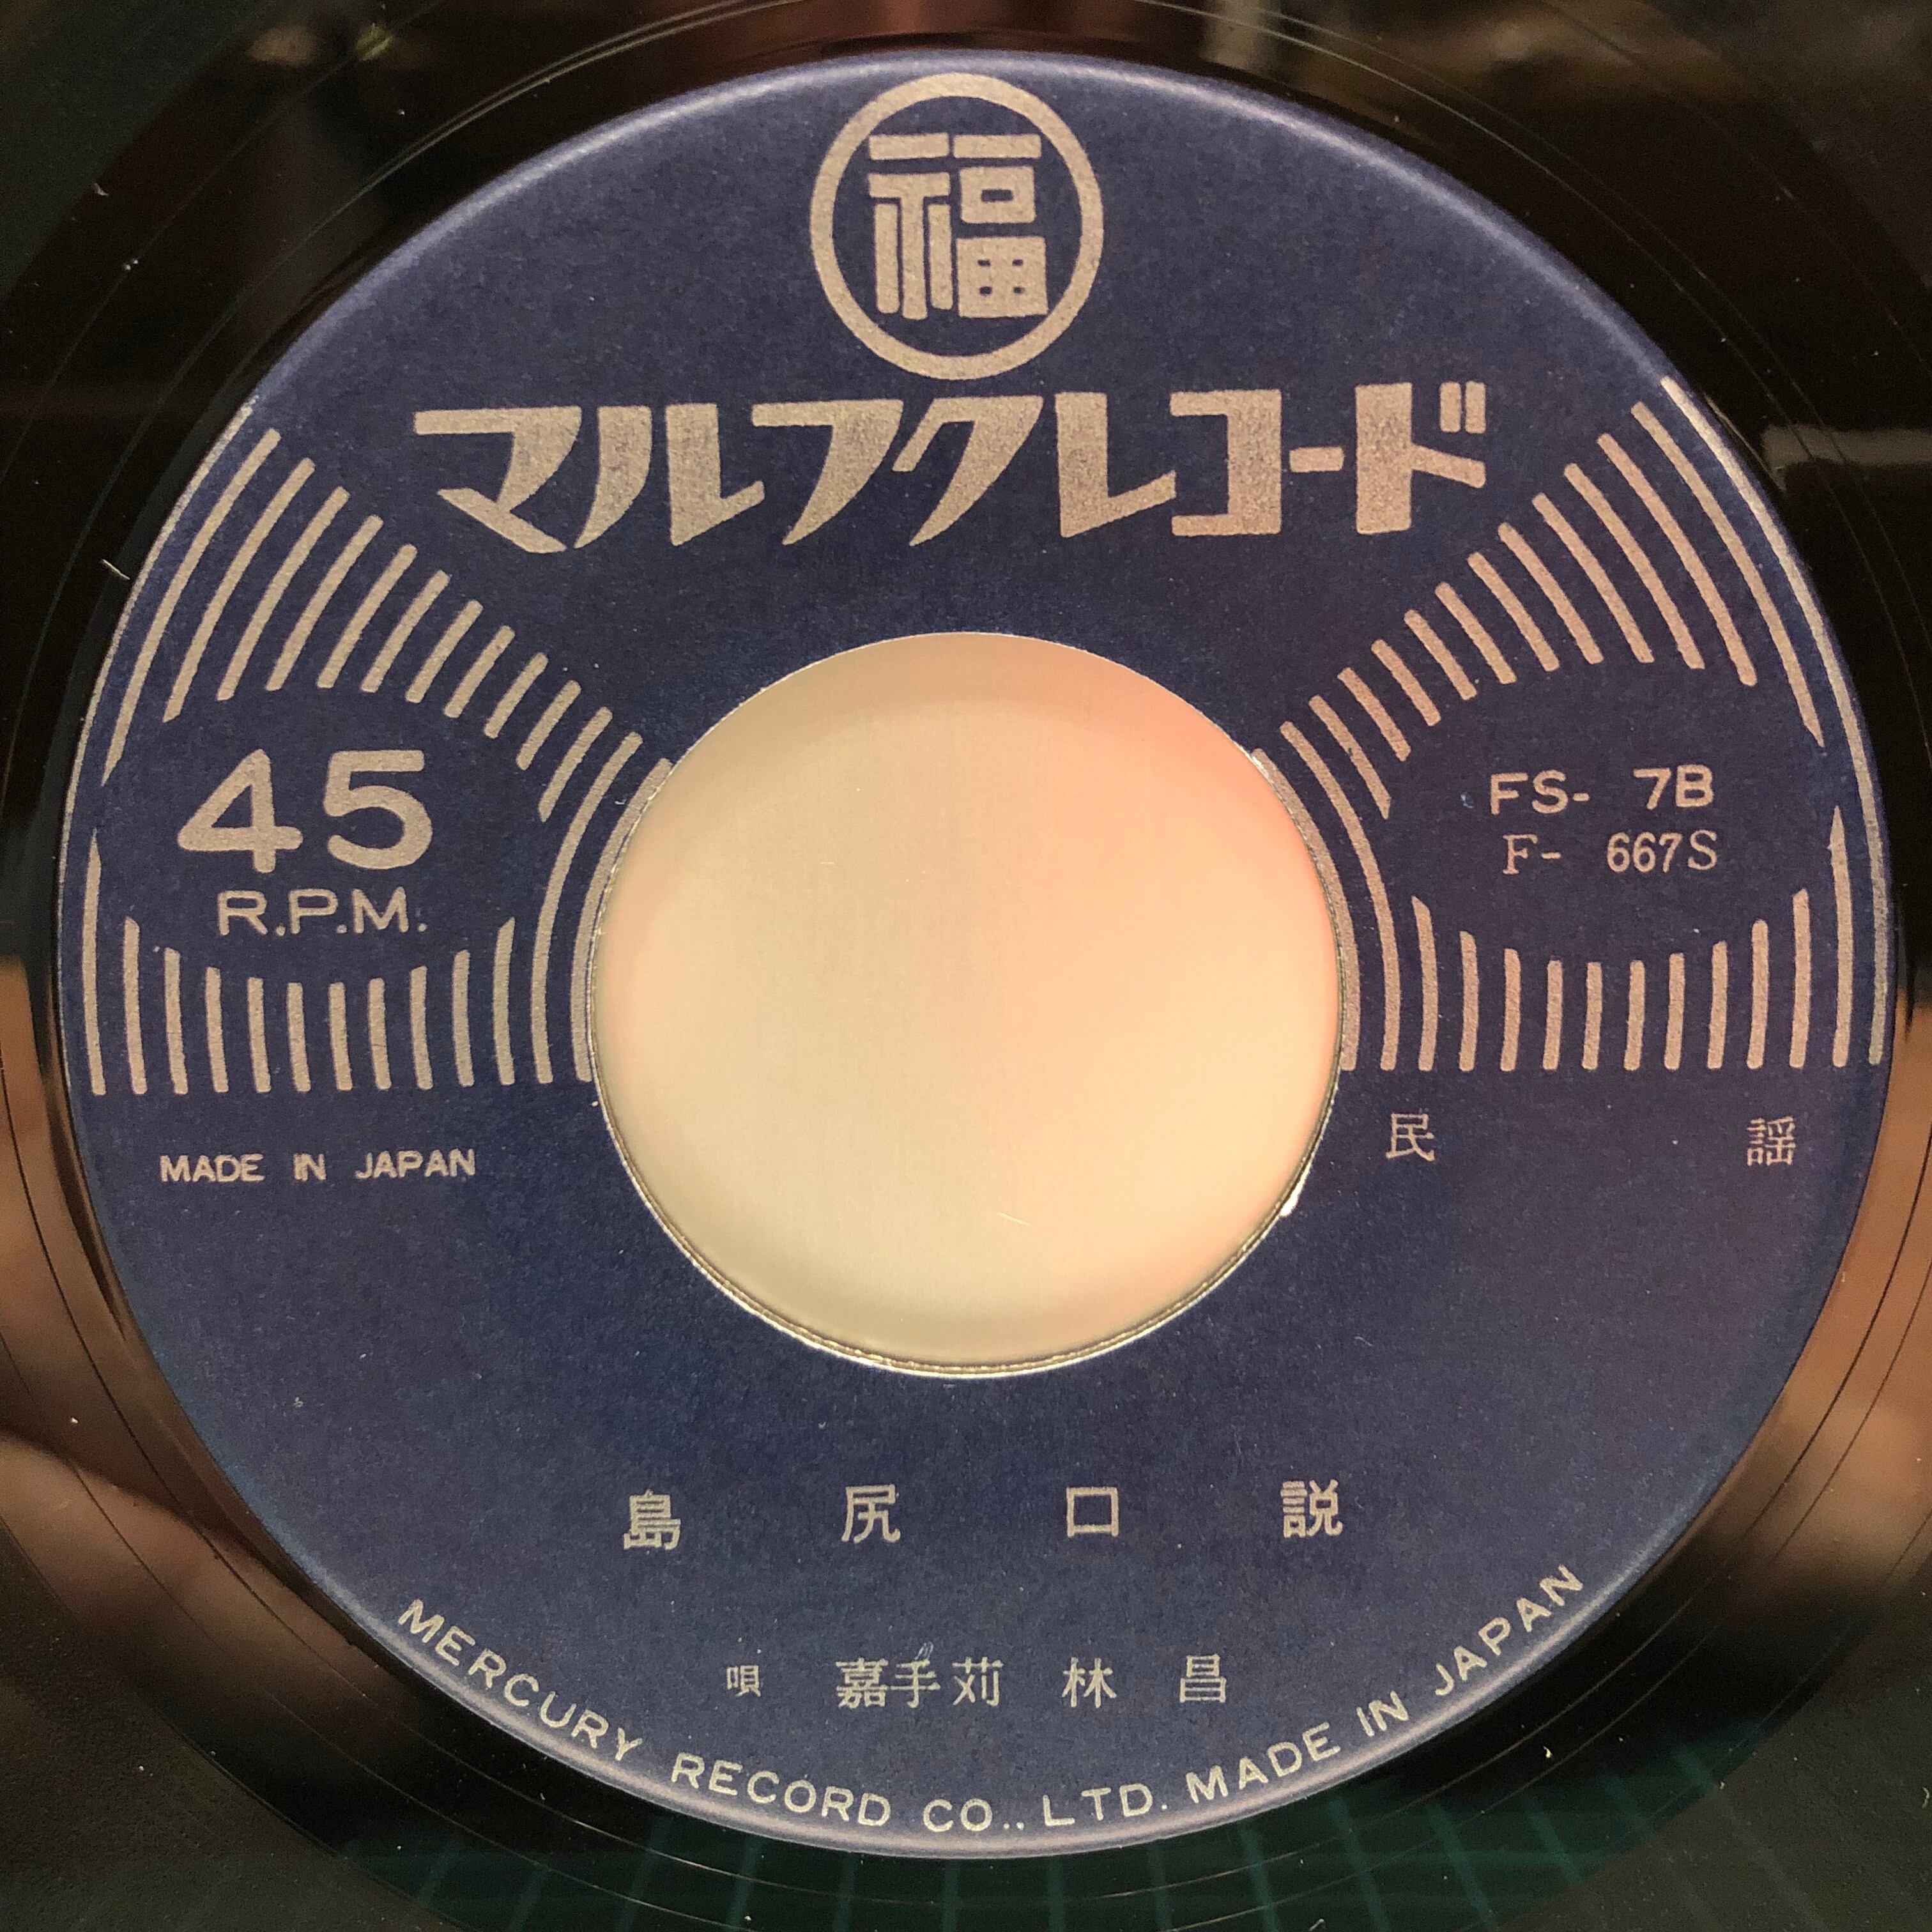 福
マルフクレコード
45
R.P.M.
FS- 7B
F- 667S
MADE IN JAPAN
民 謡
島 尻 口 説
唄 嘉手苅 林 昌
MERCURY RECORD CO.. LTD. MADE IN JAPAN